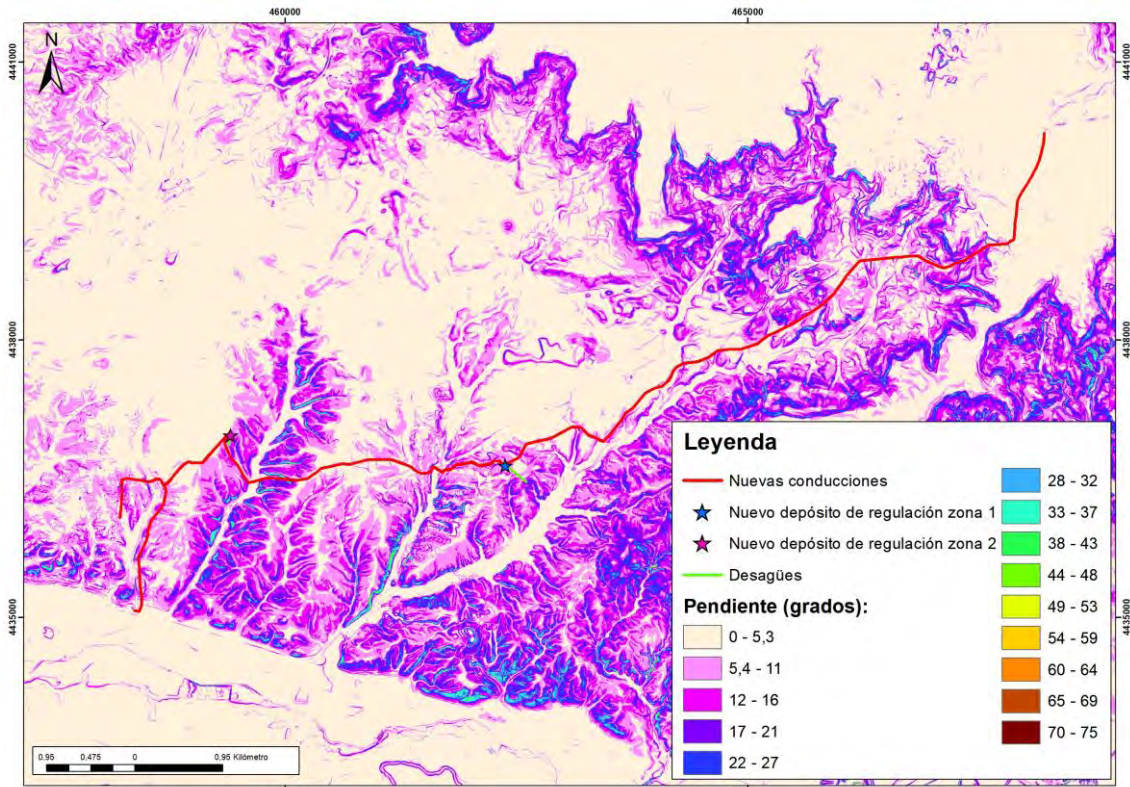 460000
465000
N
4441000
4441000
4438000
4438000
4435000
4435000
Leyenda
Nuevas conducciones
Nuevo depósito de regulación zona 1
Nuevo depósito de regulación zona 2
Desagües
Pendiente (grados):
0 - 5,3
5,4 - 11
12 - 16
17 - 21
22 - 27
28 - 32
33 - 37
38 - 43
44 - 48
49 - 53
54 - 59
60 - 64
65 - 69
70 - 75
0,95 0,475 0 0,95 Kilómetro
460000
465000